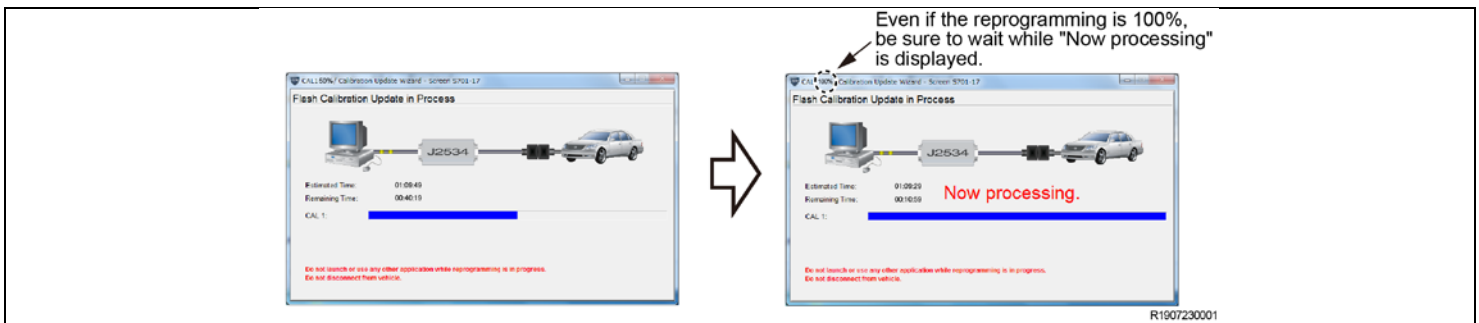 Even if the reprogramming is 100%,
be sure to wait while "Now processing"
is displayed.
Calibration Update Wizard - Screen S701-17
100% Calibration Update Wizard - Screen S701-17
Flash Calibration Update in Process
Flash Calibration Update in Process
J2534
J2534
Estimated Time: 01:09:49
Remaining Time: 00:40:19
CAL 1:
Estimated Time: 01:09:29
Remaining Time: 00:10:59
Now processing.
CAL 1:
Do not launch or use any other application while reprogramming is in progress.
Do not disconnect from vehicle.
Do not launch or use any other application while reprogramming is in progress.
Do not disconnect from vehicle.
R1907230001